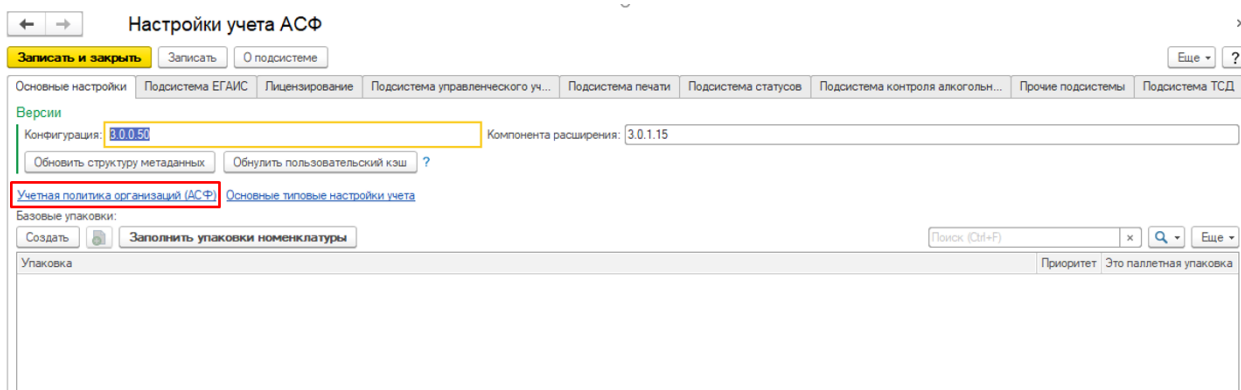 Настройки учета АСФ
Записать и закрыть Записать О подсистеме Еще ?
Основные настройки Подсистема ЕГАИС Лицензирование Подсистема управленческого уч... Подсистема печати Подсистема статусов Подсистема контроля алкогольн... Прочие подсистемы Подсистема ТСД
Версии
Конфигурация: 3.0.0.50 Компонента расширения: 3.0.1.15
Обновить структуру метаданных Обнулить пользовательский кэш ?
Учетная политика организаций (АСФ) Основные типовые настройки учета
Базовые упаковки:
Создать Заполнить упаковки номенклатуры Поиск (Ctrl+F) × Еще
Упаковка Приоритет Это паллетная упаковка